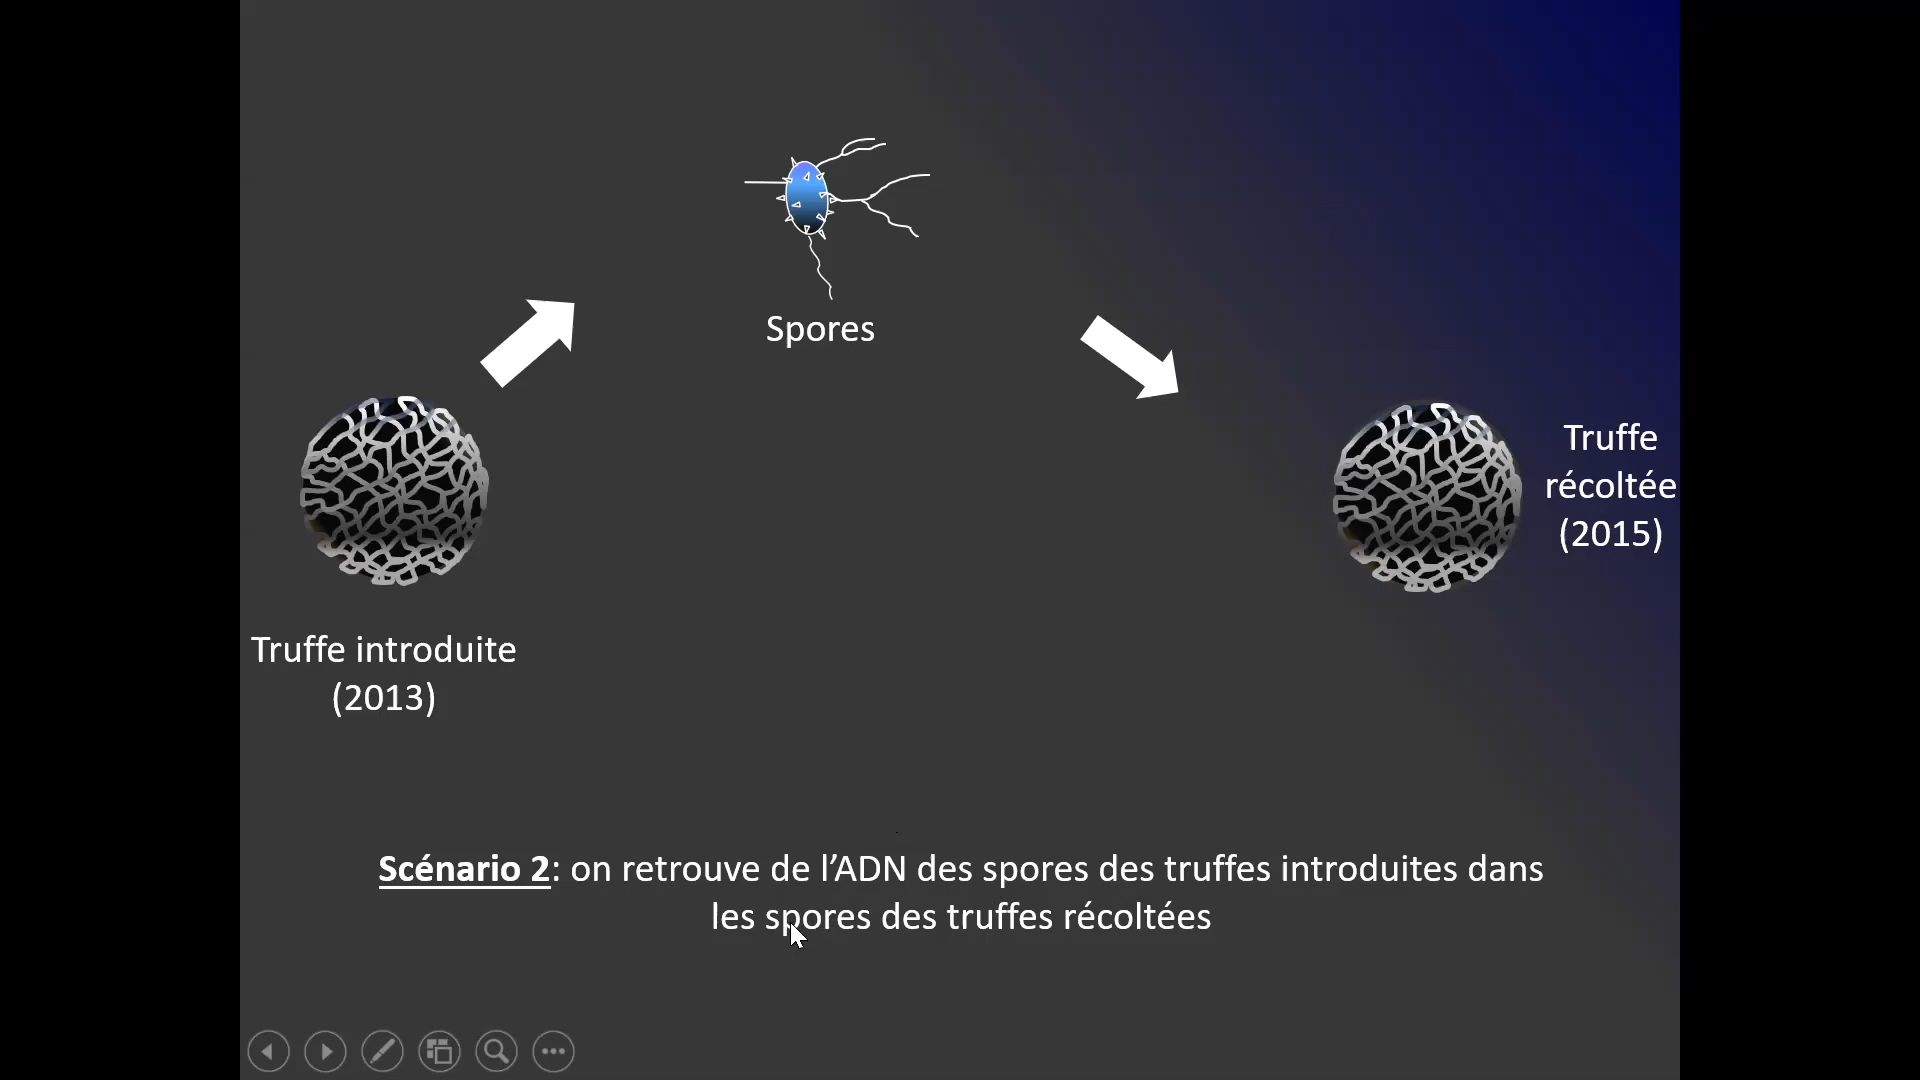 Spores
Truffe
récoltée
(2015)
Truffe introduite
(2013)
Scénario 2: on retrouve de l’ADN des spores des truffes introduites dans
les spores des truffes récoltées